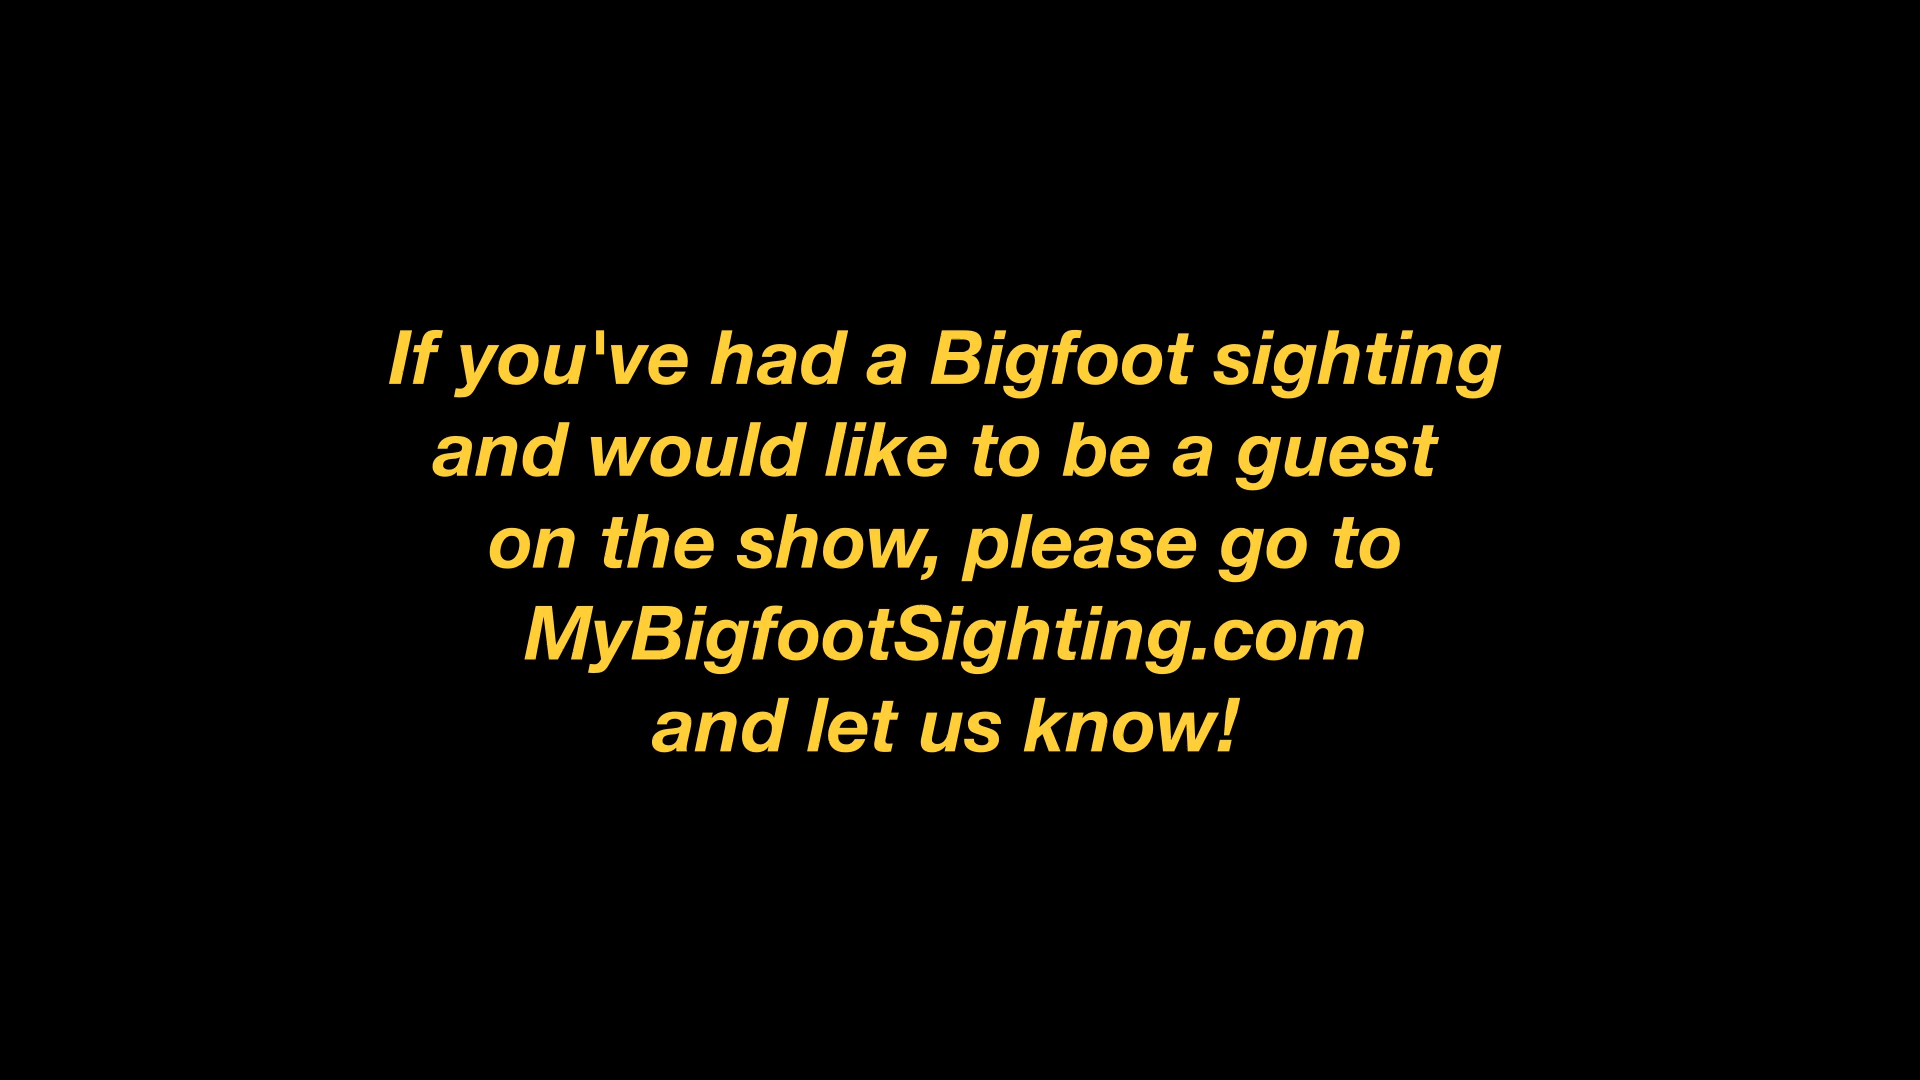 If you've had a Bigfoot sighting
and would like to be a guest
on the show, please go to
MyBigfootSighting.com
and let us know!